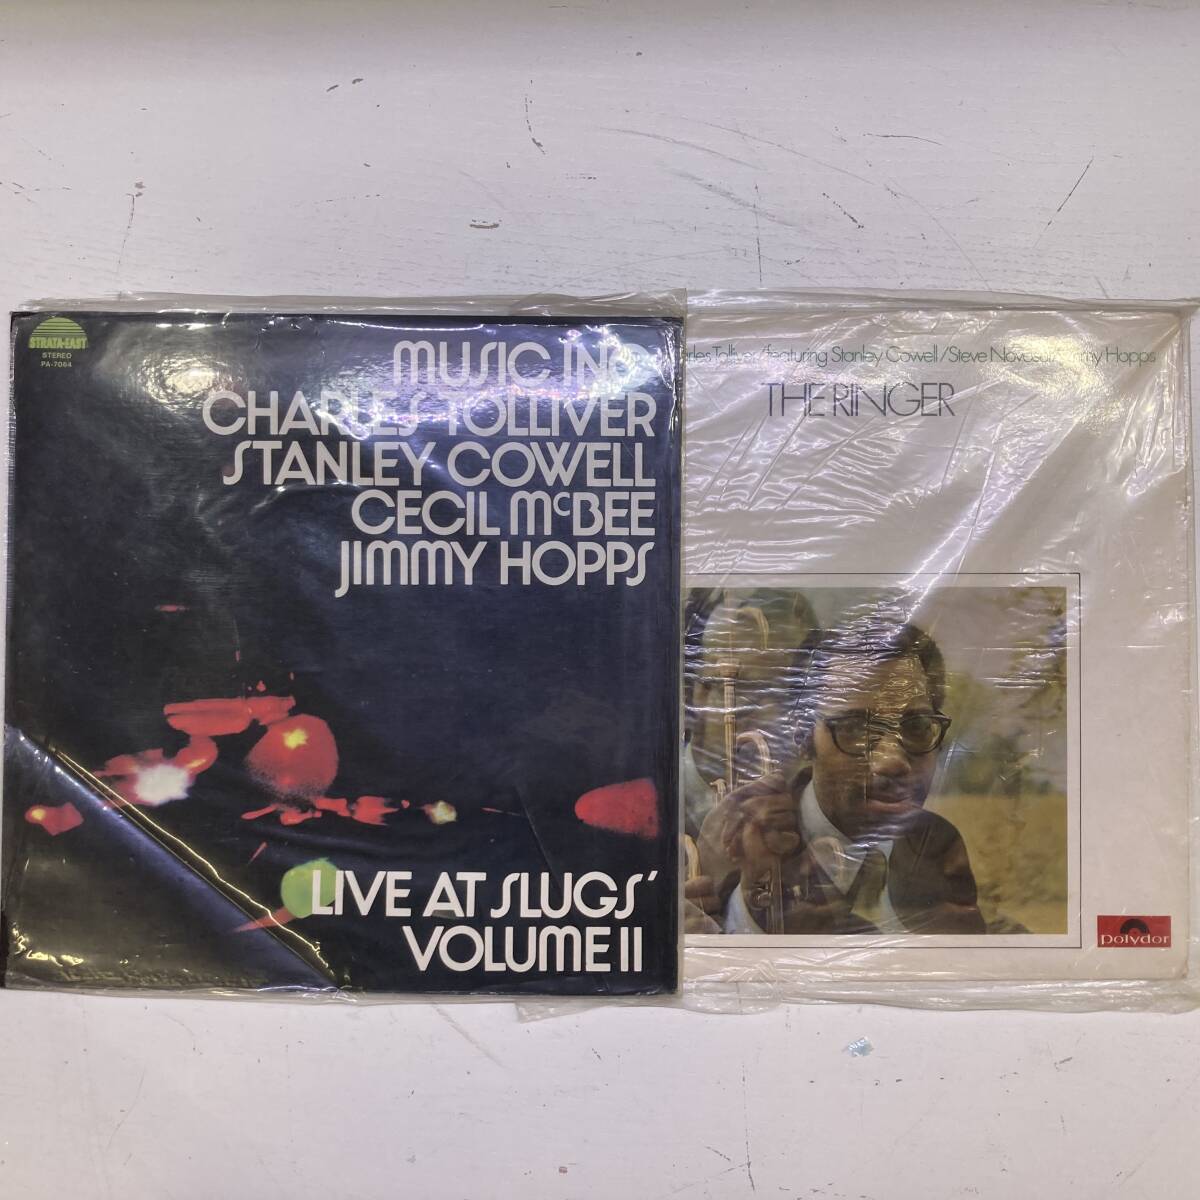 STRATA-EAST
STEREO
PA-7064
MUSIC INC
CHARLES TOLLIVER
STANLEY COWELL
CECIL McBEE
JIMMY HOPPS
LIVE AT SLUGS'
VOLUME II
featuring Stanley Cowell/Steve Novosel/Jimmy Hopps
THE RINGER
polydor